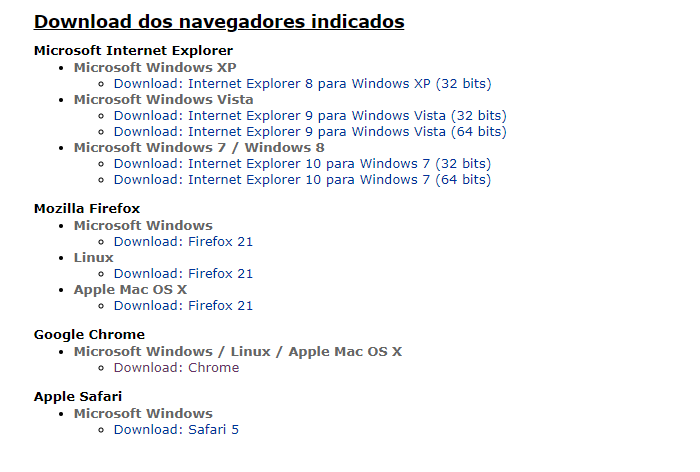 Download dos navegadores indicados
Microsoft Internet Explorer
Microsoft Windows XP
Download: Internet Explorer 8 para Windows XP (32 bits)
Microsoft Windows Vista
Download: Internet Explorer 9 para Windows Vista (32 bits)
Download: Internet Explorer 9 para Windows Vista (64 bits)
Microsoft Windows 7 / Windows 8
Download: Internet Explorer 10 para Windows 7 (32 bits)
Download: Internet Explorer 10 para Windows 7 (64 bits)
Mozilla Firefox
Microsoft Windows
Download: Firefox 21
Linux
Download: Firefox 21
Apple Mac OS X
Download: Firefox 21
Google Chrome
Microsoft Windows / Linux / Apple Mac OS X
Download: Chrome
Apple Safari
Microsoft Windows
Download: Safari 5